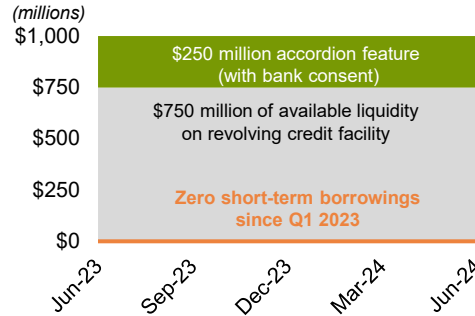 (millions)
$1,000
$750
$500
$250
$0
$250 million accordion feature
(with bank consent)
$750 million of available liquidity
on revolving credit facility
Zero short-term borrowings
since Q1 2023
Jun-23
Sep-23
Dec-23
Mar-24
Jun-24